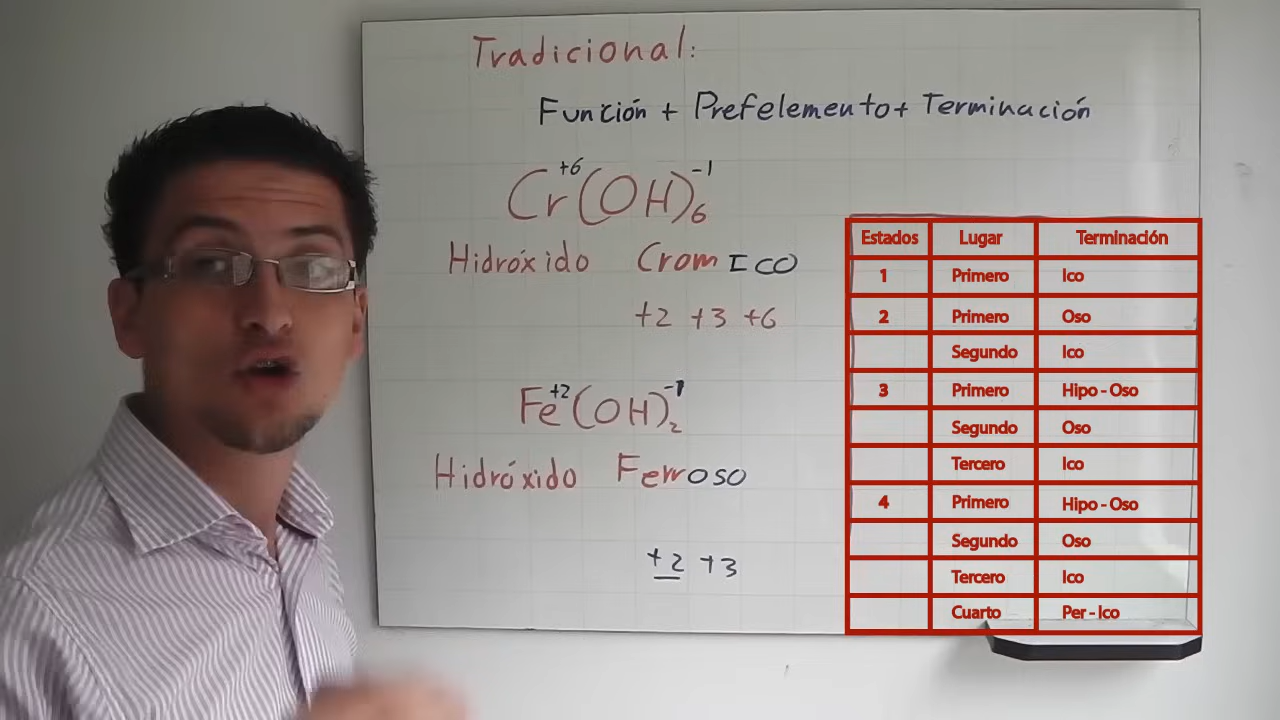 Tradicional:
Función + Prefelemento + Terminación
+6 -1
Cr(OH)6
Hidróxido CromICO
+2 +3 +6
+2 -1
Fe(OH)2
Hidróxido Ferroso
+2 +3
Estados Lugar Terminación
1 Primero Ico
2 Primero Oso
Segundo Ico
3 Primero Hipo - Oso
Segundo Oso
Tercero Ico
4 Primero Hipo - Oso
Segundo Oso
Tercero Ico
Cuarto Per - Ico